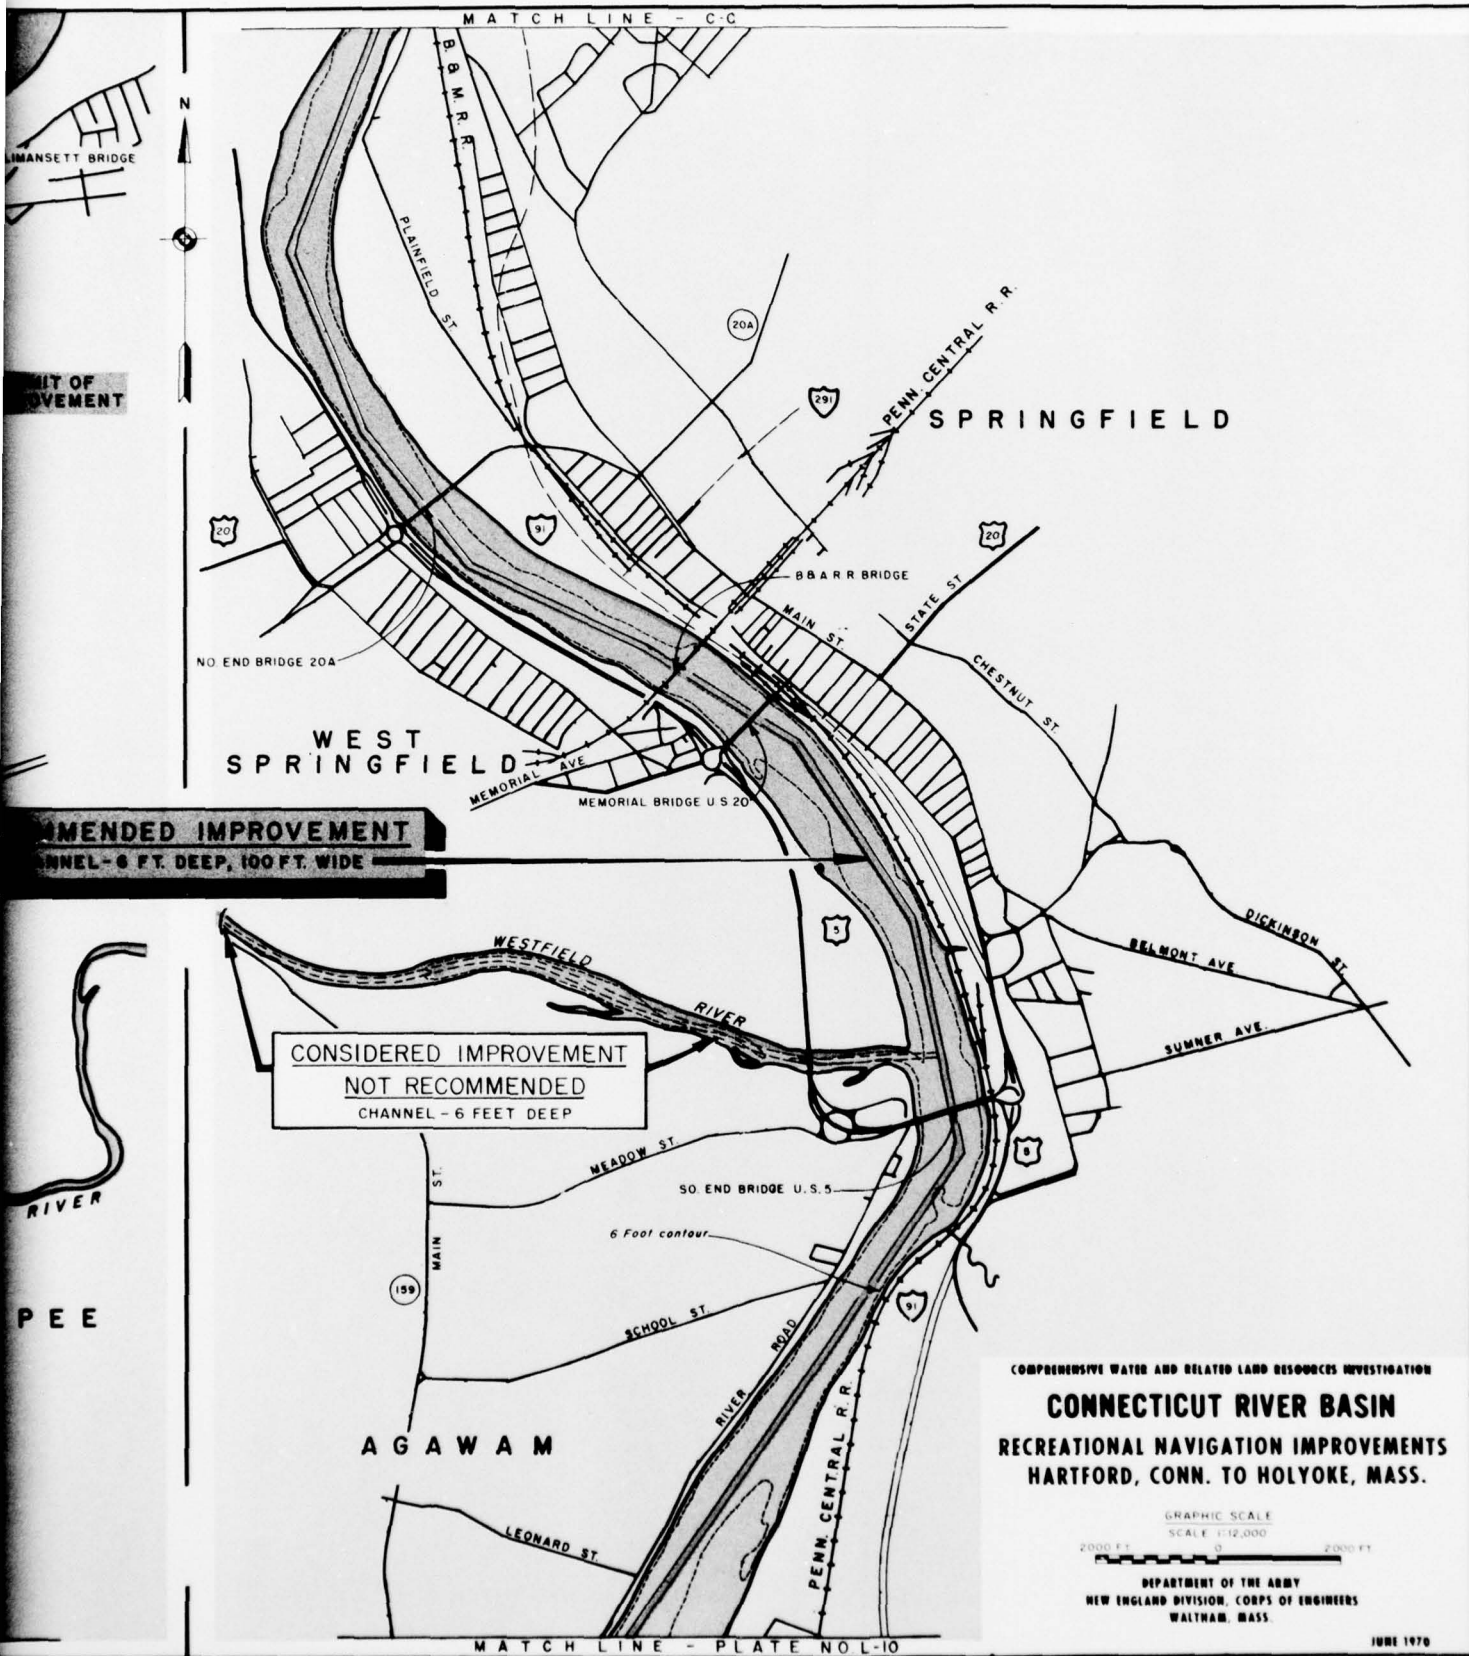 MATCH LINE - C-C
N
BRIDGE
B. & M. R. R.
PLAINFIELD ST.
20A
291
PENN. CENTRAL R. R.
SPRINGFIELD
OF
20
91
20
B & A R R BRIDGE
MAIN ST.
STATE ST
CHESTNUT ST.
NO. END BRIDGE 20A
WEST
SPRINGFIELD
MEMORIAL AVE
MEMORIAL BRIDGE U.S. 20
IMPROVEMENT
6 FT. DEEP, 100 FT. WIDE
5
DICKINSON ST.
BELMONT AVE
SUMNER AVE.
WESTFIELD RIVER
CONSIDERED IMPROVEMENT
NOT RECOMMENDED
CHANNEL - 6 FEET DEEP
MEADOW ST.
SO. END BRIDGE U.S. 5
RIVER
MAIN ST.
6 Foot contour
159
91
SCHOOL ST.
RIVER ROAD
PENN. CENTRAL R. R.
AGAWAM
LEONARD ST.
COMPREHENSIVE WATER AND RELATED LAND RESOURCES INVESTIGATION
CONNECTICUT RIVER BASIN
RECREATIONAL NAVIGATION IMPROVEMENTS
HARTFORD, CONN. TO HOLYOKE, MASS.
GRAPHIC SCALE
SCALE 1:12,000
2000 FT. 0 2000 FT.
DEPARTMENT OF THE ARMY
NEW ENGLAND DIVISION, CORPS OF ENGINEERS
WALTHAM, MASS.
JUNE 1970
MATCH LINE - PLATE NO. L-10